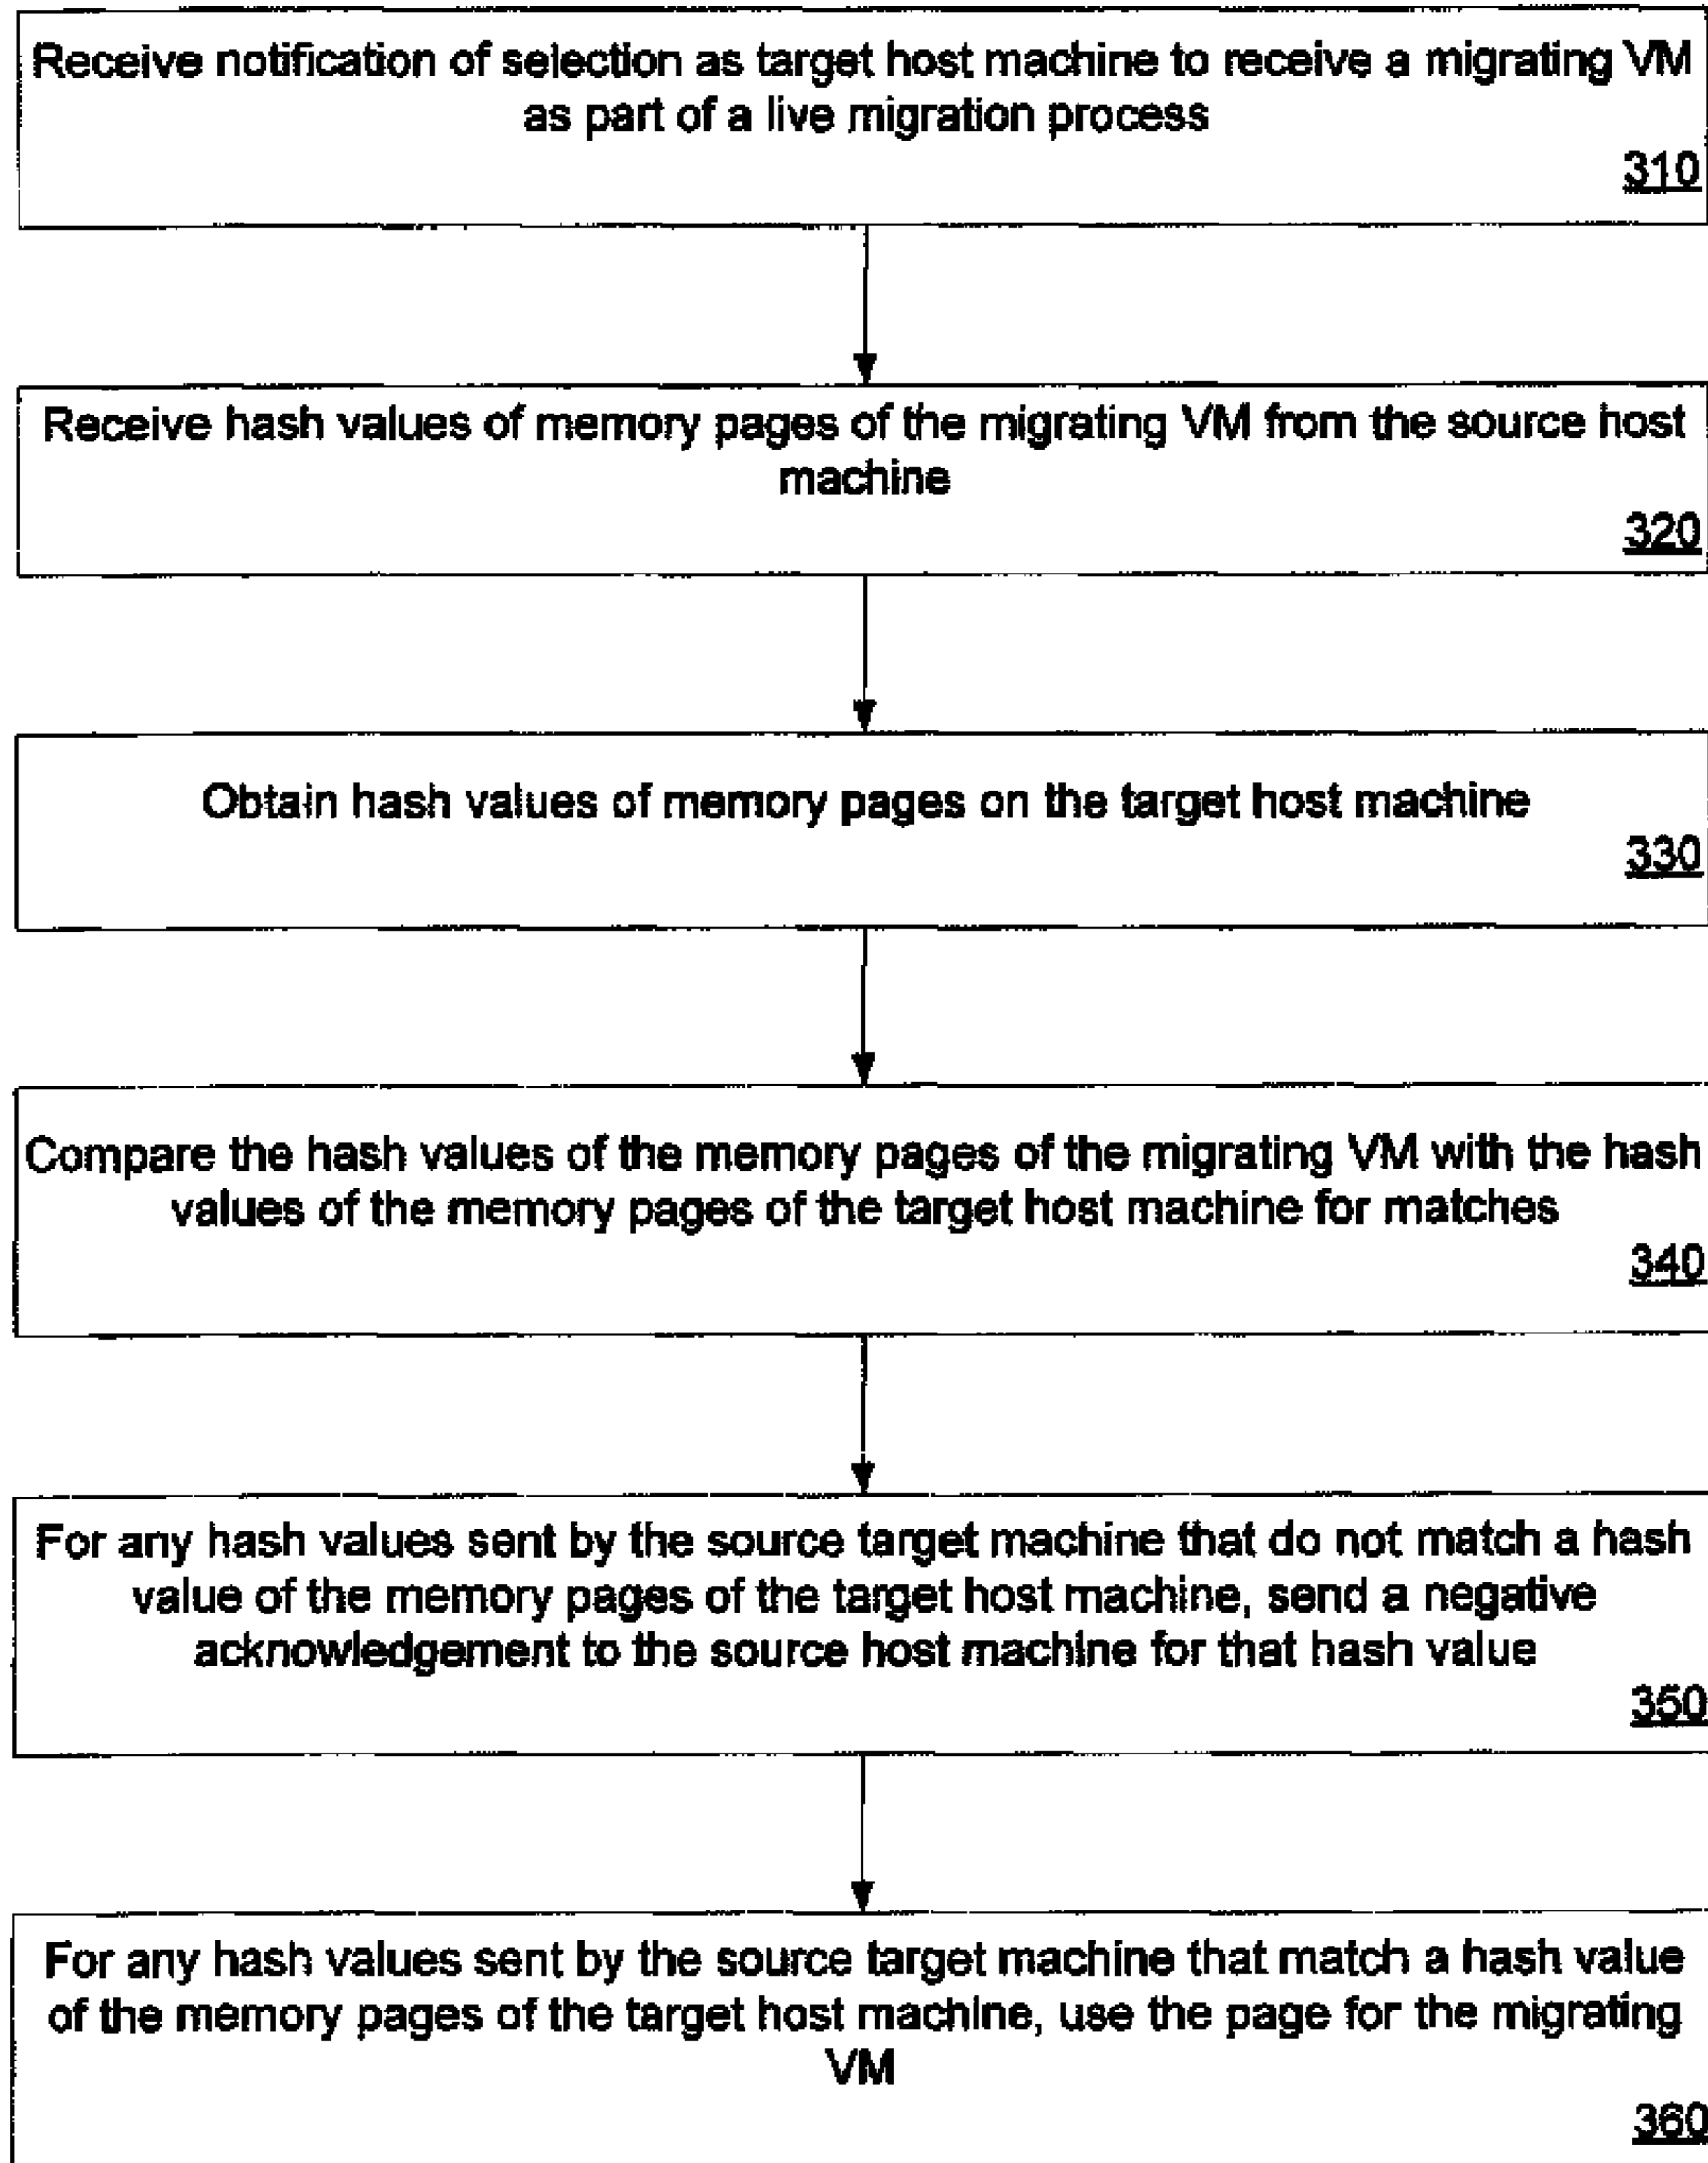 Receive notification of selection as target host machine to receive a migrating VM
as part of a live migration process
310
Receive hash values of memory pages of the migrating VM from the source host
machine
320
Obtain hash values of memory pages on the target host machine
330
Compare the hash values of the memory pages of the migrating VM with the hash
values of the memory pages of the target host machine for matches
340
For any hash values sent by the source target machine that do not match a hash
value of the memory pages of the target host machine, send a negative
acknowledgement to the source host machine for that hash value
350
For any hash values sent by the source target machine that match a hash value
of the memory pages of the target host machine, use the page for the migrating
VM
360